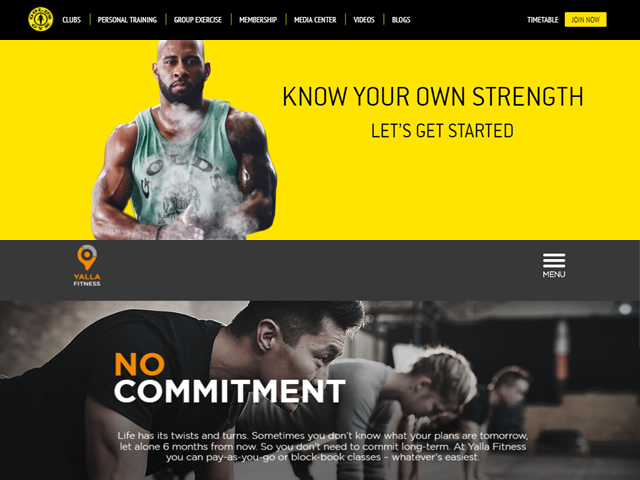 CLUBS PERSONAL TRAINING GROUP EXERCISE MEMBERSHIP MEDIA CENTER VIDEOS BLOGS TIMETABLE JOIN NOW
KNOW YOUR OWN STRENGTH
LET'S GET STARTED
GOLD'S
YALLA
FITNESS
MENU
NO
COMMITMENT
Life has its twists and turns. Sometimes you don't know what your plans are tomorrow,
let alone 6 months from now. So you don't need to commit long-term. At Yalla Fitness
you can pay-as-you-go or block-book classes – whatever's easiest.